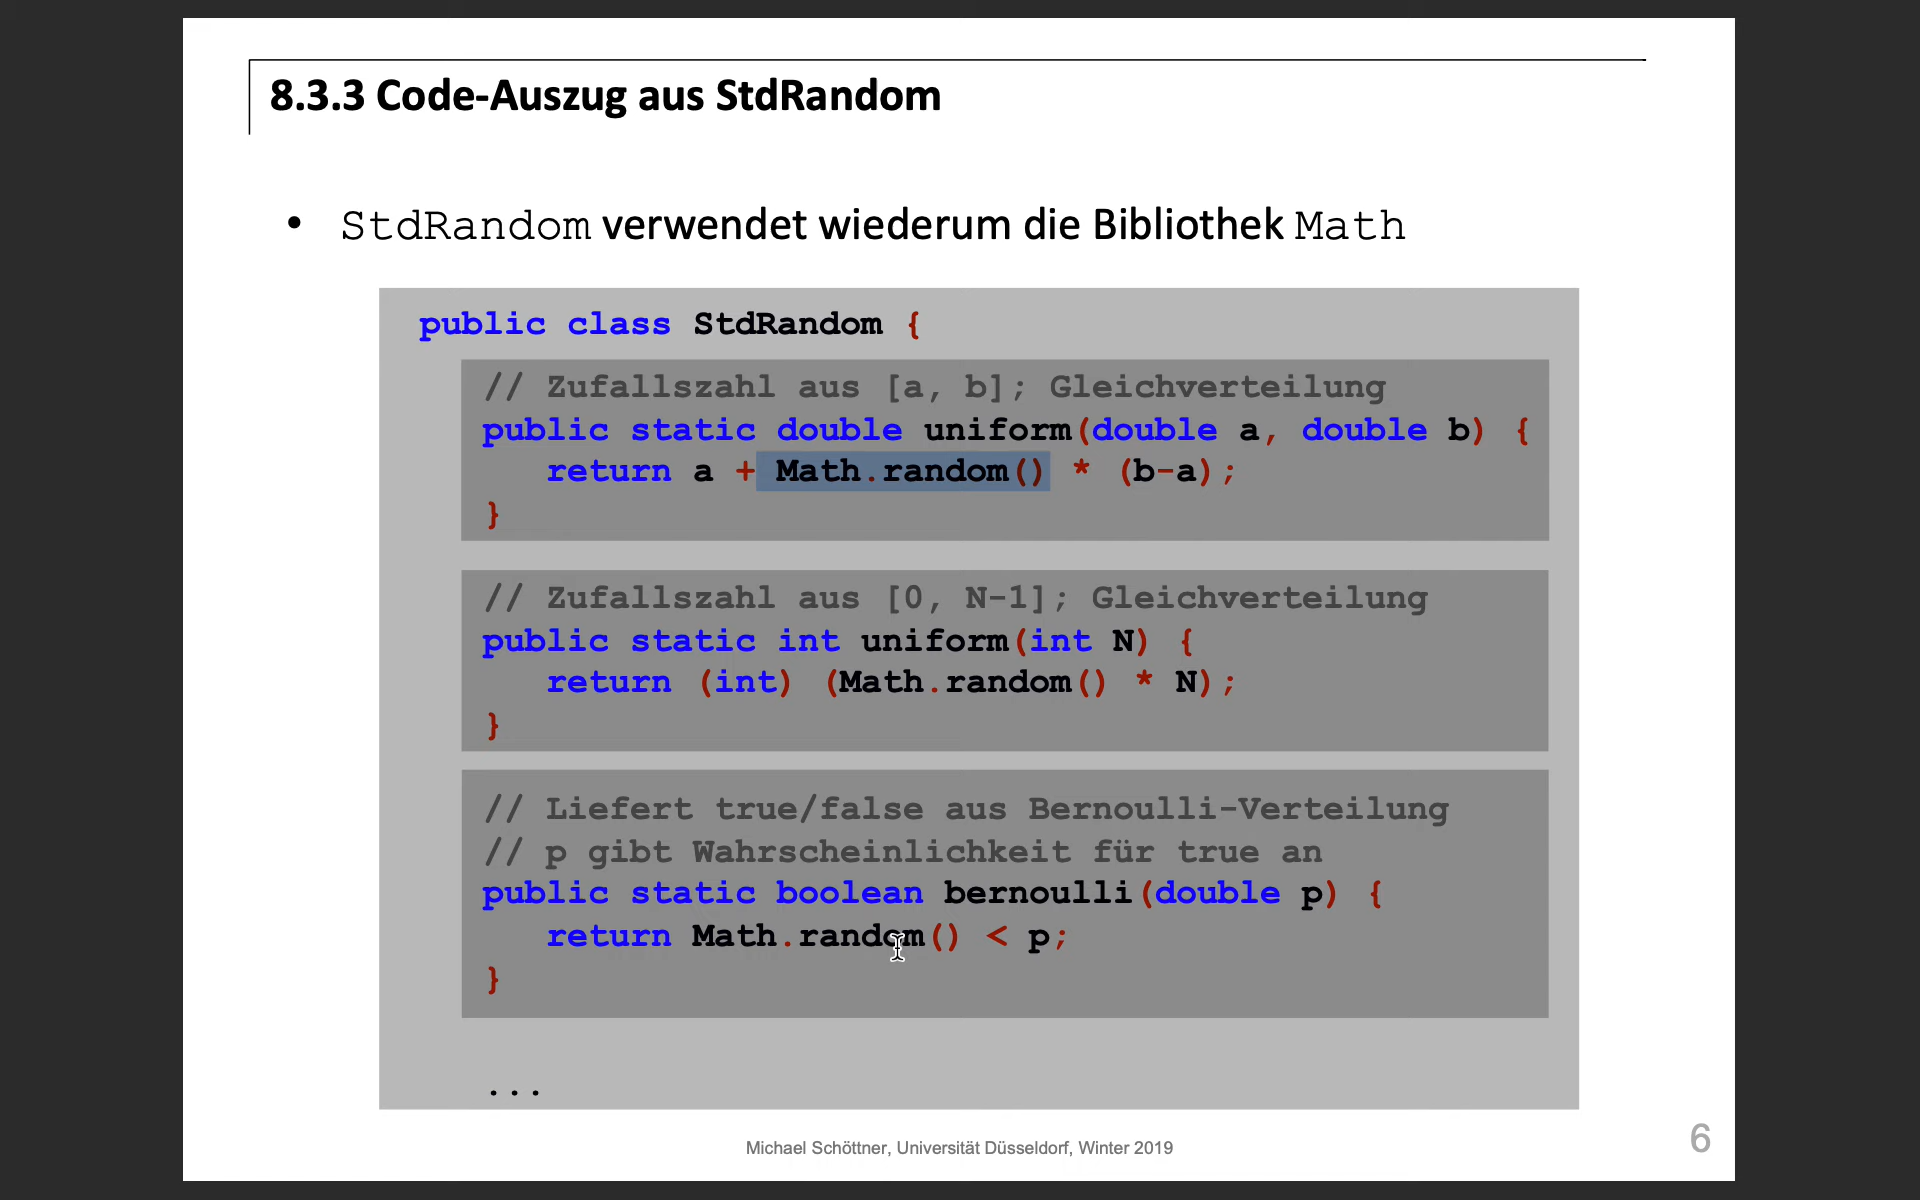 8.3.3 Code-Auszug aus StdRandom
• StdRandom verwendet wiederum die Bibliothek Math
public class StdRandom {
// Zufallszahl aus [a, b]; Gleichverteilung
public static double uniform(double a, double b) {
return a + Math.random() * (b-a);
}
// Zufallszahl aus [0, N-1]; Gleichverteilung
public static int uniform(int N) {
return (int) (Math.random() * N);
}
// Liefert true/false aus Bernoulli-Verteilung
// p gibt Wahrscheinlichkeit für true an
public static boolean bernoulli(double p) {
return Math.random() < p;
}
...
Michael Schöttner, Universität Düsseldorf, Winter 2019
6